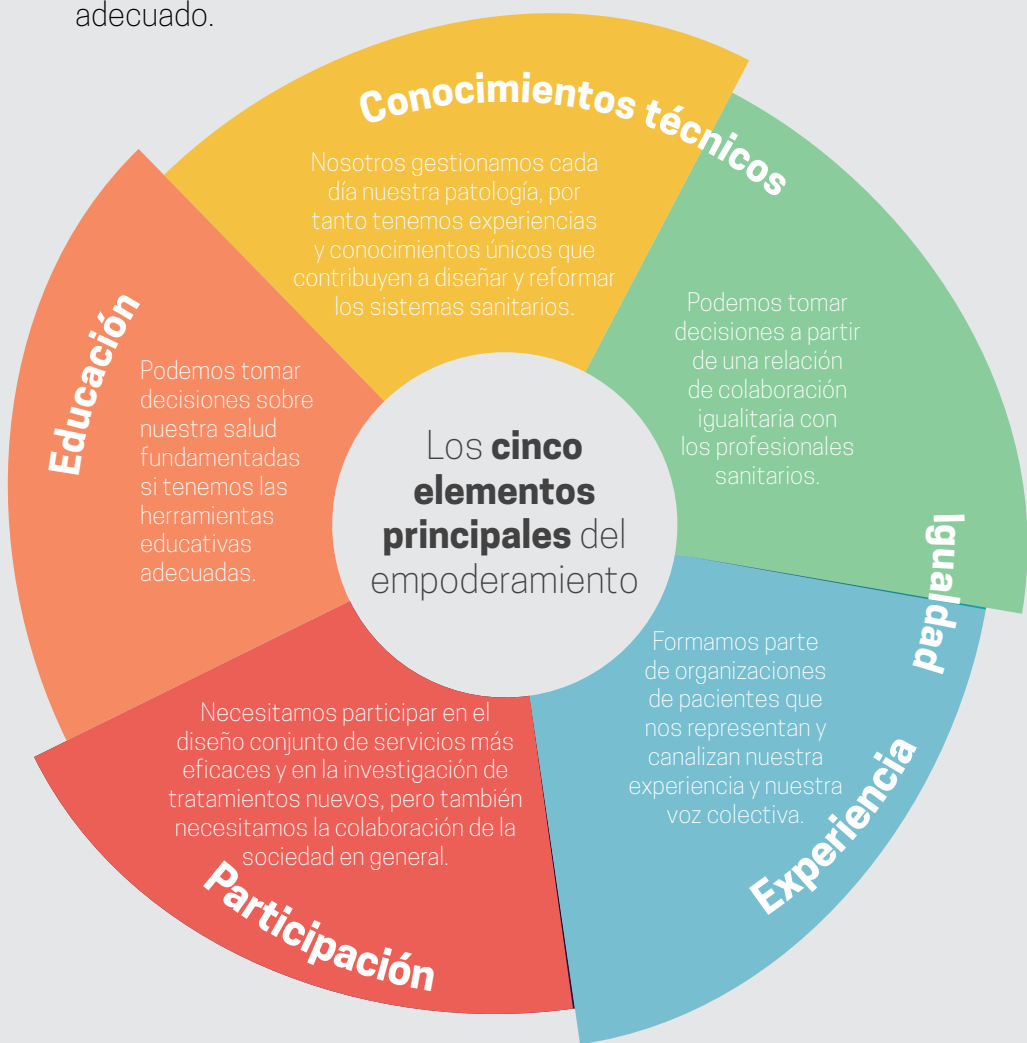 adecuado.
Conocimientos técnicos
Nosotros gestionamos cada
día nuestra patología, por
tanto tenemos experiencias
y conocimientos únicos que
contribuyen a diseñar y reformar
los sistemas sanitarios.
Igualdad
Podemos tomar
decisiones a partir
de una relación
de colaboración
igualitaria con
los profesionales
sanitarios.
Educación
Podemos tomar
decisiones sobre
nuestra salud
fundamentadas
si tenemos las
herramientas
educativas
adecuadas.
Los cinco
elementos
principales del
empoderamiento
Experiencia
Formamos parte
de organizaciones
de pacientes que
nos representan y
canalizan nuestra
experiencia y nuestra
voz colectiva.
Necesitamos participar en el
diseño conjunto de servicios más
eficaces y en la investigación de
tratamientos nuevos, pero también
necesitamos la colaboración de la
sociedad en general.
Participación